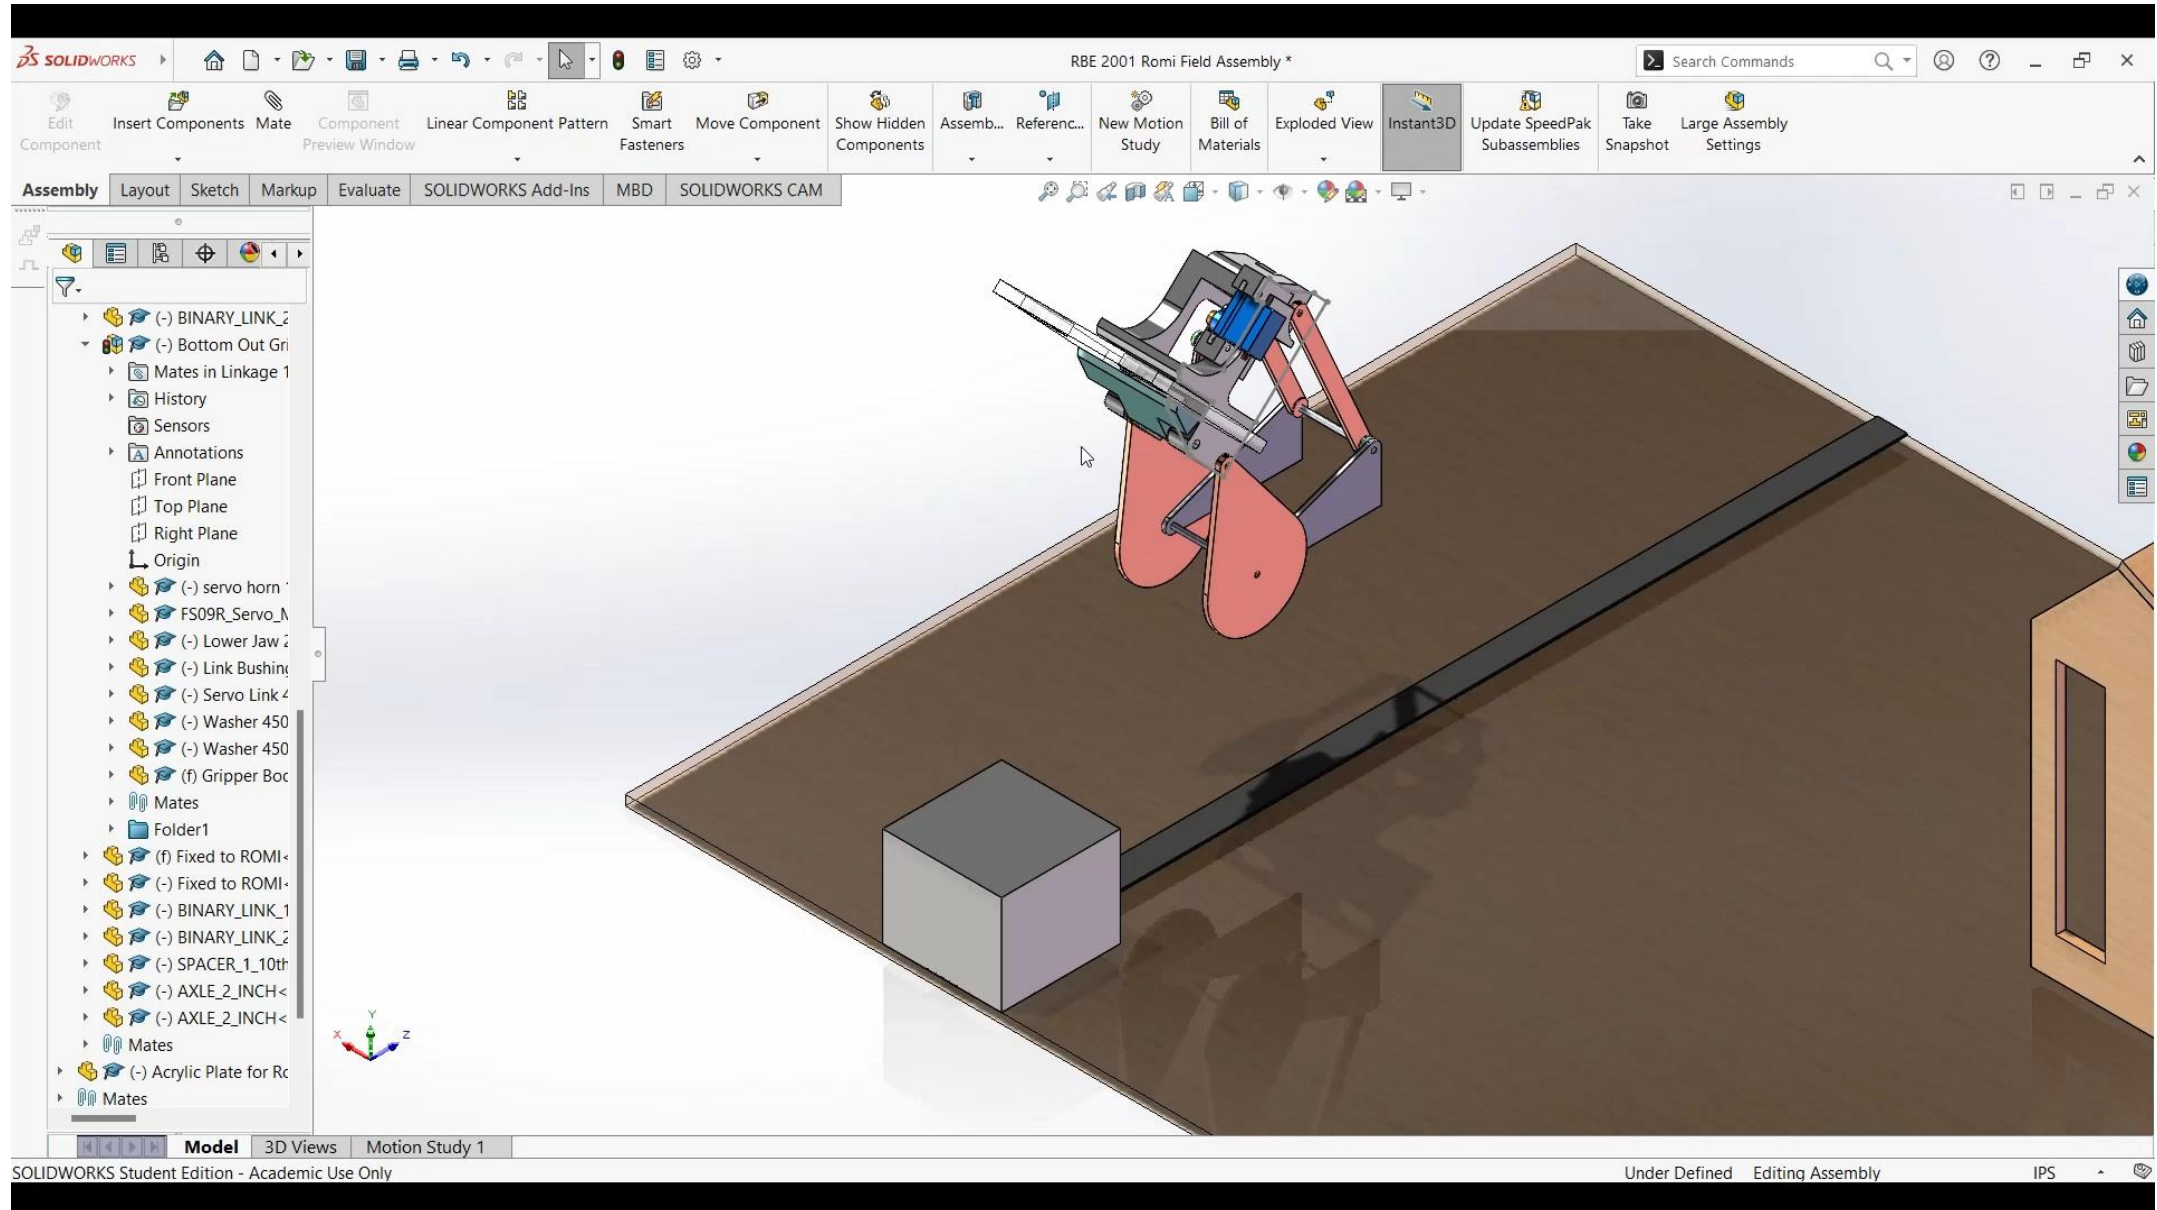 SOLIDWORKS
RBE 2001 Romi Field Assembly *
Search Commands
Edit Component
Insert Components
Mate
Component Preview Window
Linear Component Pattern
Smart Fasteners
Move Component
Show Hidden Components
Assemb...
Referenc...
New Motion Study
Bill of Materials
Exploded View
Instant3D
Update SpeedPak Subassemblies
Take Snapshot
Large Assembly Settings
Assembly
Layout
Sketch
Markup
Evaluate
SOLIDWORKS Add-Ins
MBD
SOLIDWORKS CAM
(-) BINARY_LINK_2
(-) Bottom Out Gri
Mates in Linkage 1
History
Sensors
Annotations
Front Plane
Top Plane
Right Plane
Origin
(-) servo horn
FS09R_Servo_M
(-) Lower Jaw 2
(-) Link Bushing
(-) Servo Link 4
(-) Washer 450
(-) Washer 450
(f) Gripper Boc
Mates
Folder1
(f) Fixed to ROMI<
(-) Fixed to ROMI<
(-) BINARY_LINK_1
(-) BINARY_LINK_2
(-) SPACER_1_10th
(-) AXLE_2_INCH<
(-) AXLE_2_INCH<
Mates
(-) Acrylic Plate for Ro
Mates
Y
X
Z
Model
3D Views
Motion Study 1
SOLIDWORKS Student Edition - Academic Use Only
Under Defined
Editing Assembly
IPS